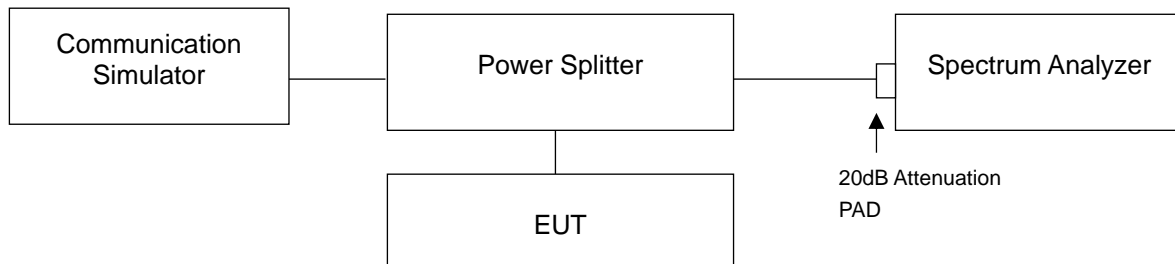 Communication
Simulator
Power Splitter
Spectrum Analyzer
20dB Attenuation
PAD
EUT